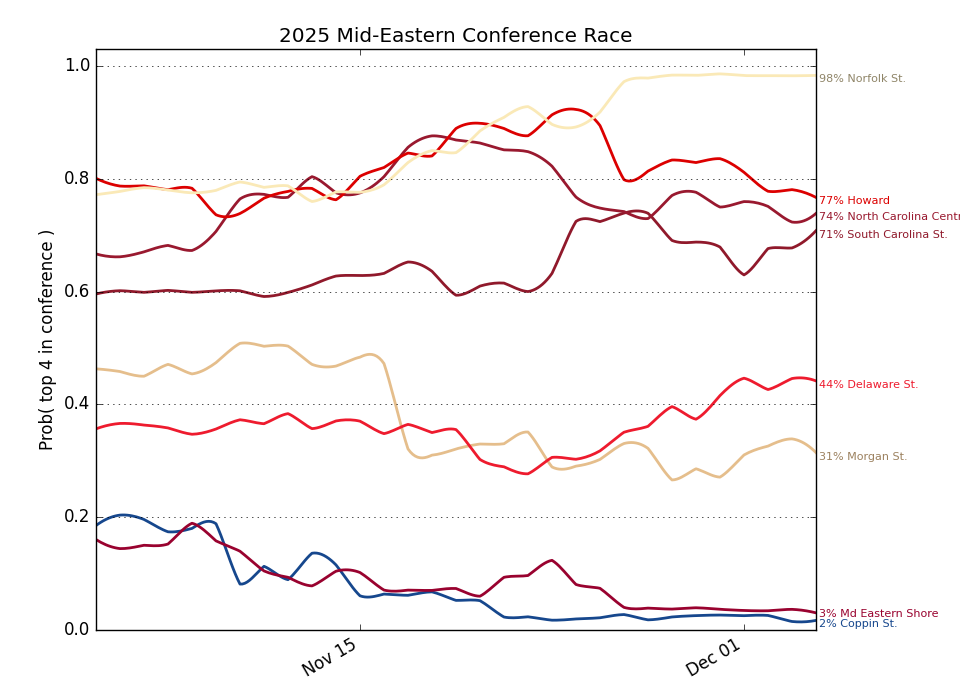 2025 Mid-Eastern Conference Race
Prob( top 4 in conference )
1.0
0.8
0.6
0.4
0.2
0.0
Nov 15
Dec 01
98% Norfolk St.
77% Howard
74% North Carolina Centr
71% South Carolina St.
44% Delaware St.
31% Morgan St.
3% Md Eastern Shore
2% Coppin St.